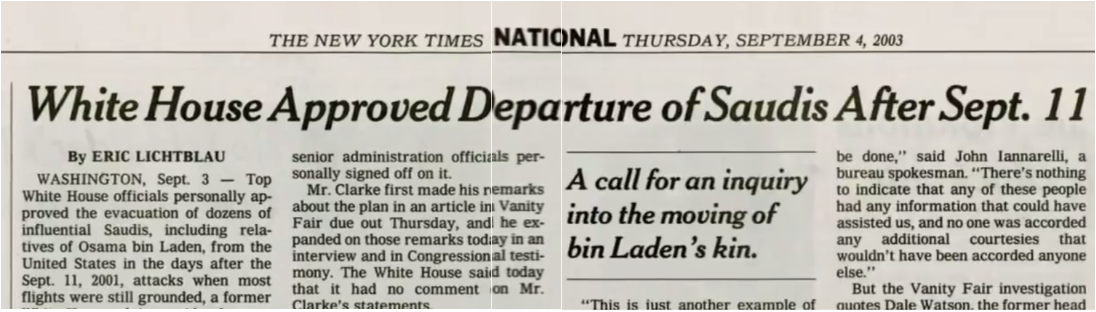 THE NEW YORK TIMES NATIONAL THURSDAY, SEPTEMBER 4, 2003
White House Approved Departure of Saudis After Sept. 11
By ERIC LICHTBLAU
WASHINGTON, Sept. 3 — Top
White House officials personally ap-
proved the evacuation of dozens of
influential Saudis, including rela-
tives of Osama bin Laden, from the
United States in the days after the
Sept. 11, 2001, attacks when most
flights were still grounded, a former
senior administration officials per-
sonally signed off on it.
Mr. Clarke first made his remarks
about the plan in an article in Vanity
Fair due out Thursday, and he ex-
panded on those remarks today in an
interview and in Congressional testi-
mony. The White House said today
that it had no comment on Mr.
Clarke's statements.
A call for an inquiry
into the moving of
bin Laden's kin.
"This is just another example of
be done," said John Iannarelli, a
bureau spokesman. "There's nothing
to indicate that any of these people
had any information that could have
assisted us, and no one was accorded
any additional courtesies that
wouldn't have been accorded anyone
else."
But the Vanity Fair investigation
quotes Dale Watson, the former head